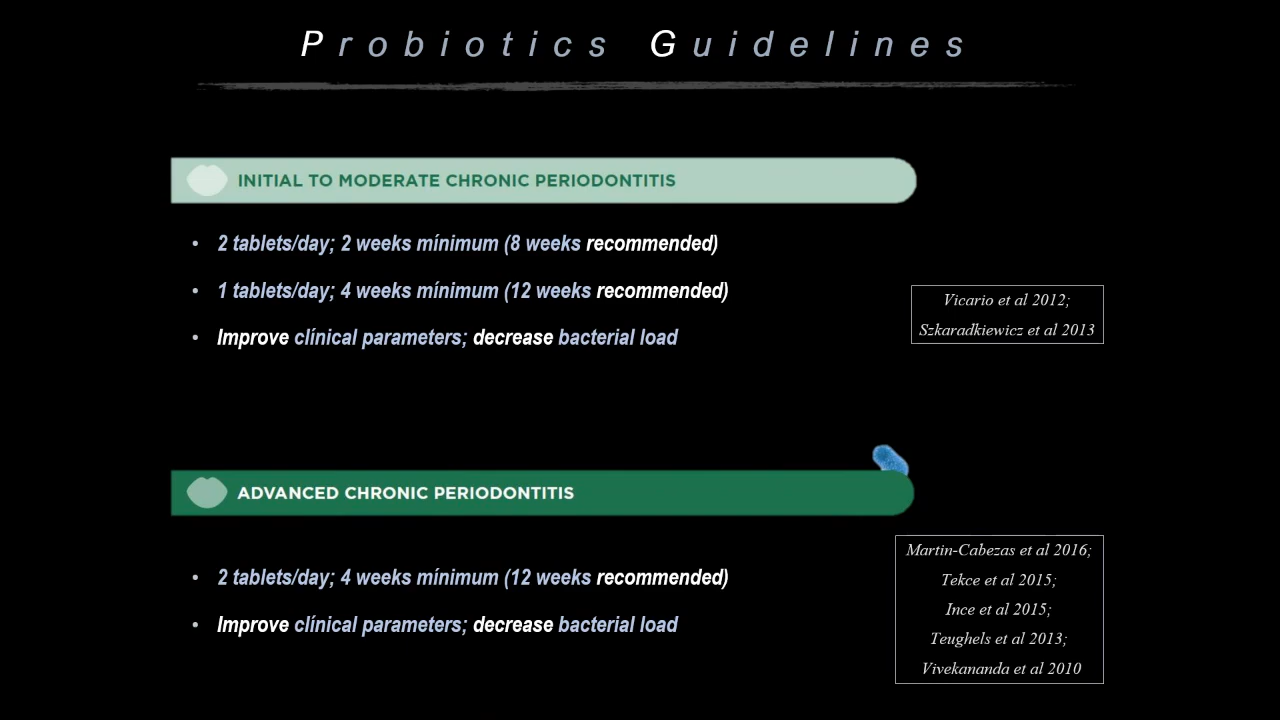 Probiotics Guidelines
INITIAL TO MODERATE CHRONIC PERIODONTITIS
• 2 tablets/day; 2 weeks mínimum (8 weeks recommended)
• 1 tablets/day; 4 weeks mínimum (12 weeks recommended)
• Improve clínical parameters; decrease bacterial load
Vicario et al 2012;
Szkaradkiewicz et al 2013
ADVANCED CHRONIC PERIODONTITIS
• 2 tablets/day; 4 weeks mínimum (12 weeks recommended)
• Improve clínical parameters; decrease bacterial load
Martin-Cabezas et al 2016;
Tekce et al 2015;
Ince et al 2015;
Teughels et al 2013;
Vivekananda et al 2010